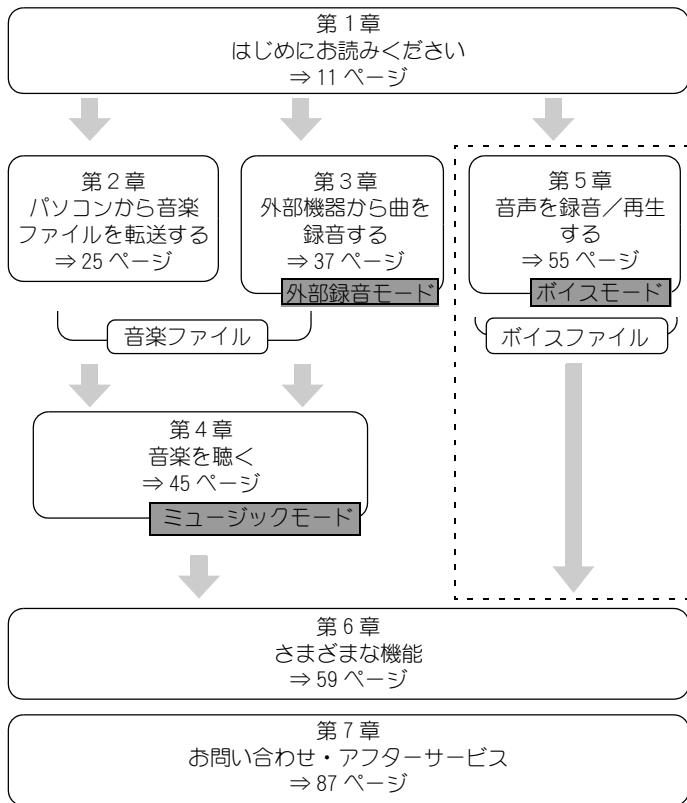 第1章
はじめにお読みください
⇒ 11 ページ
第2章
パソコンから音楽
ファイルを転送する
⇒ 25 ページ
第3章
外部機器から曲を
録音する
⇒ 37 ページ
外部録音モード
音楽ファイル
第4章
音楽を聴く
⇒ 45 ページ
ミュージックモード
第5章
音声を録音／再生
する
⇒ 55 ページ
ボイスモード
ボイスファイル
第6章
さまざまな機能
⇒ 59 ページ
第7章
お問い合わせ・アフターサービス
⇒ 87 ページ